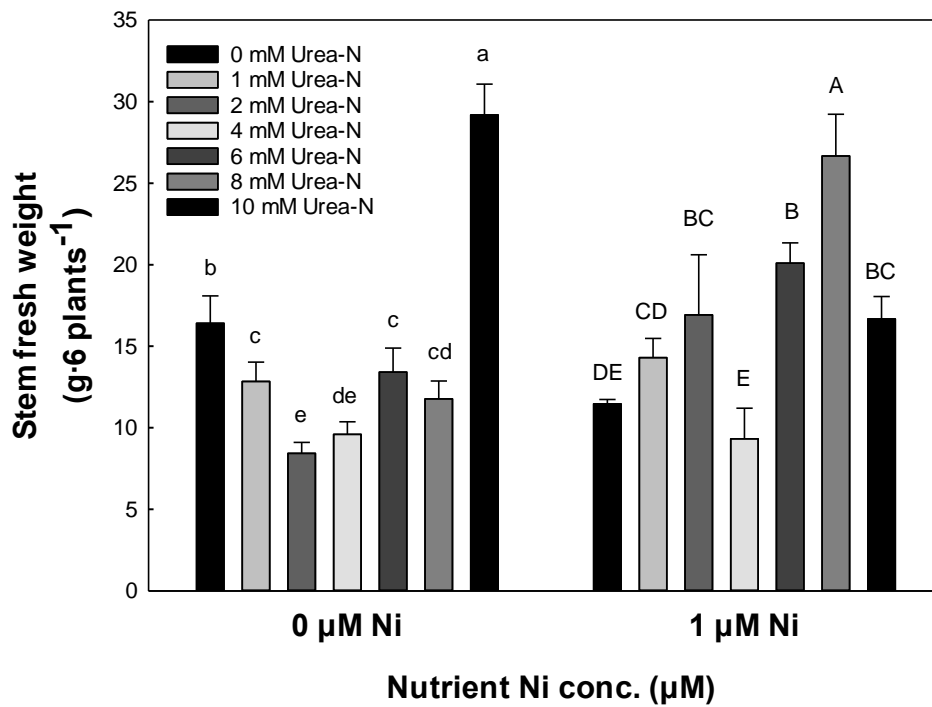 35
30
25
20
15
10
5
0
Stem fresh weight
(g·6 plants⁻¹)
0 mM Urea-N
1 mM Urea-N
2 mM Urea-N
4 mM Urea-N
6 mM Urea-N
8 mM Urea-N
10 mM Urea-N
b
c
e
de
c
cd
a
DE
CD
BC
E
B
A
BC
0 µM Ni
1 µM Ni
Nutrient Ni conc. (µM)